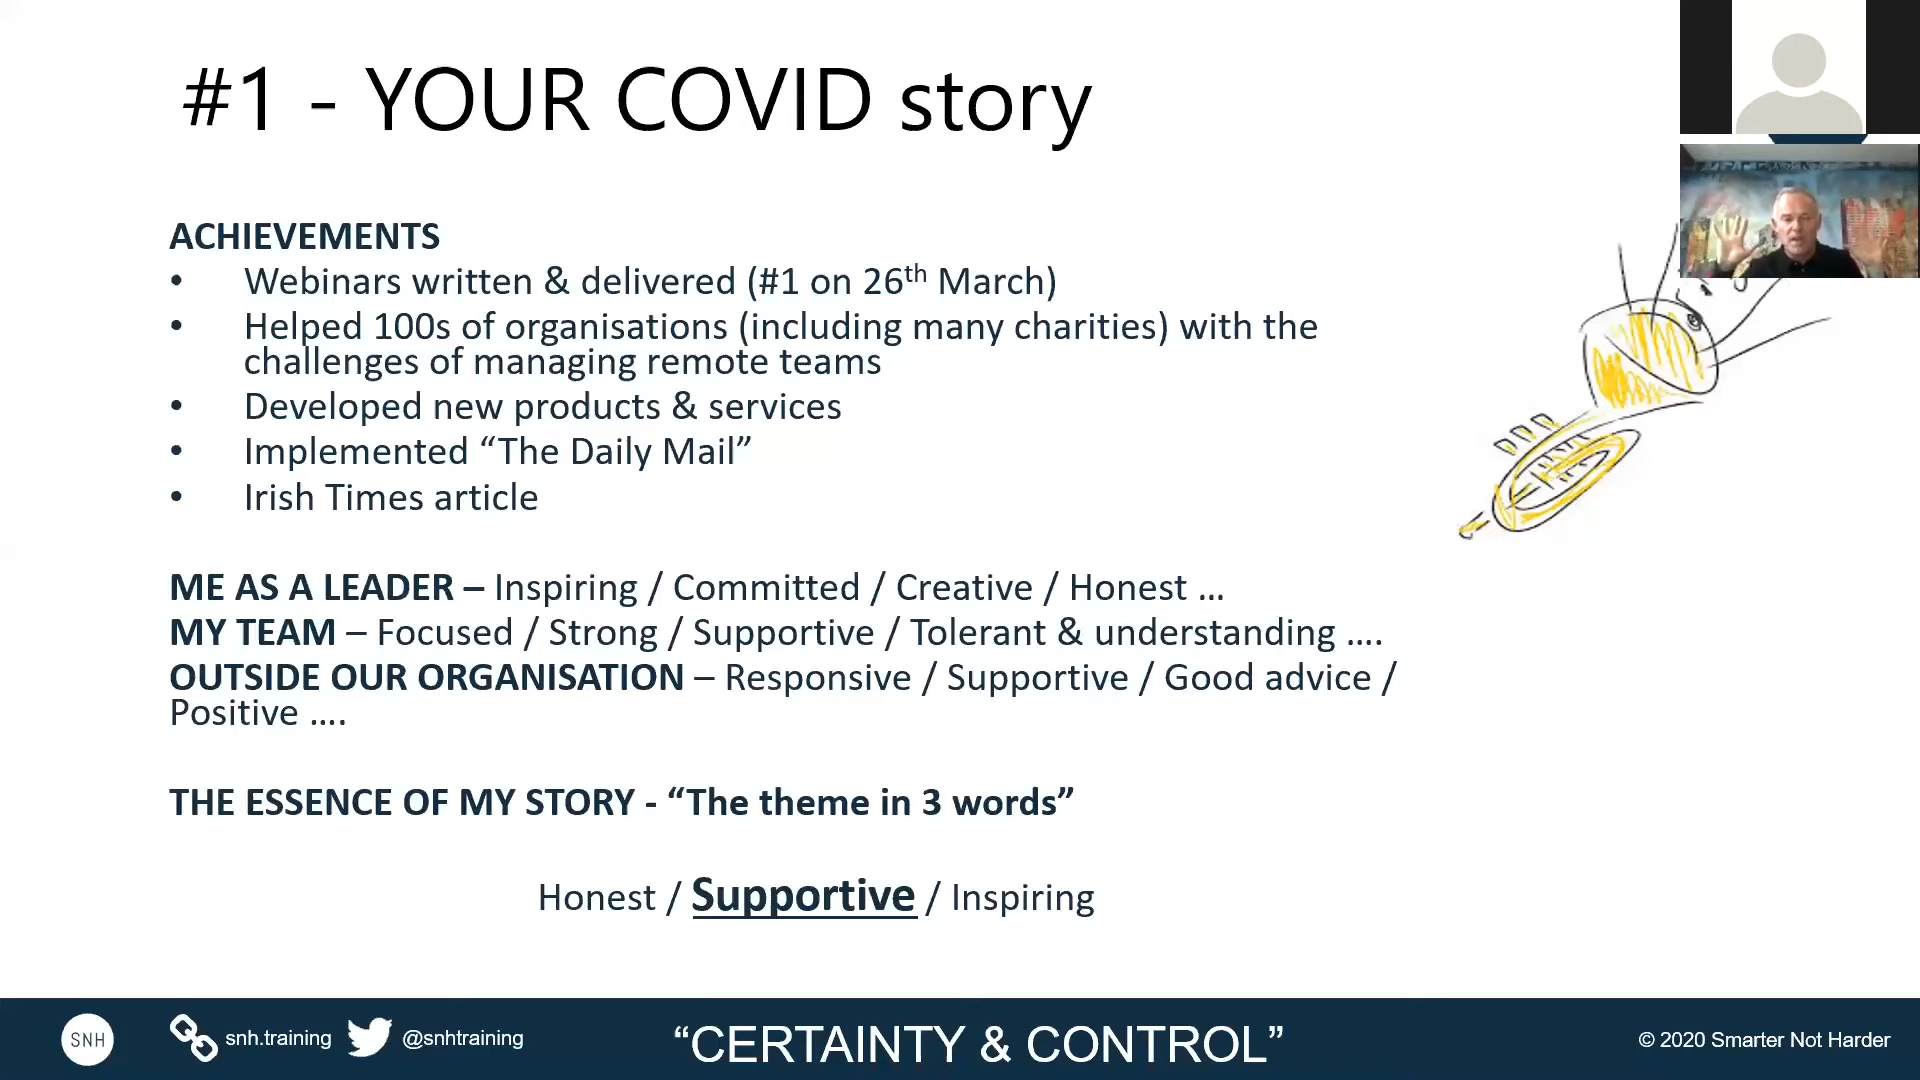 #1 - YOUR COVID story
ACHIEVEMENTS
• Webinars written & delivered (#1 on 26th March)
• Helped 100s of organisations (including many charities) with the
challenges of managing remote teams
• Developed new products & services
• Implemented “The Daily Mail”
• Irish Times article
ME AS A LEADER – Inspiring / Committed / Creative / Honest ...
MY TEAM – Focused / Strong / Supportive / Tolerant & understanding ....
OUTSIDE OUR ORGANISATION – Responsive / Supportive / Good advice /
Positive ....
THE ESSENCE OF MY STORY - “The theme in 3 words”
Honest / Supportive / Inspiring
SNH snh.training @snhtraining “CERTAINTY & CONTROL” © 2020 Smarter Not Harder